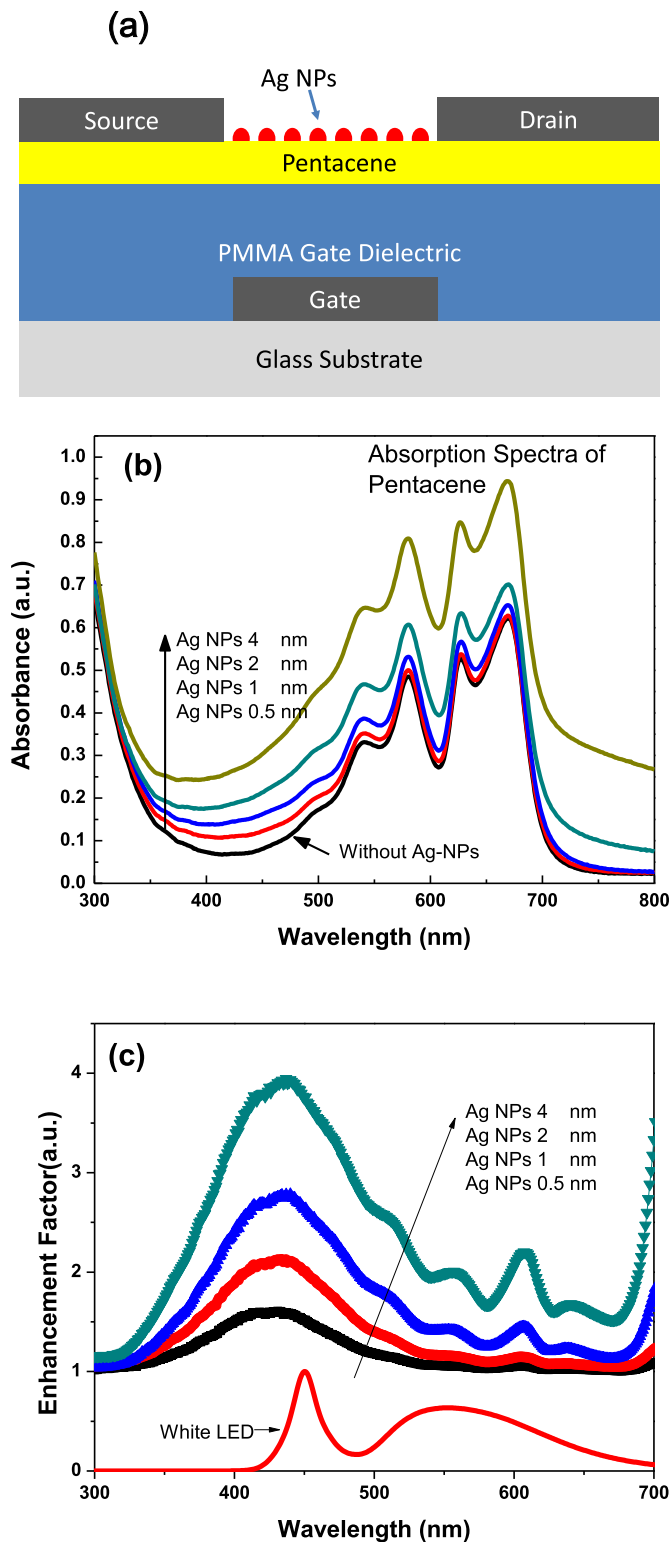 (a)
Ag NPs
Source
Drain
Pentacene
PMMA Gate Dielectric
Gate
Glass Substrate
(b)
Absorption Spectra of
Pentacene
1.0
0.9
0.8
0.7
0.6
0.5
0.4
0.3
0.2
0.1
0.0
Absorbance (a.u.)
Ag NPs 4 nm
Ag NPs 2 nm
Ag NPs 1 nm
Ag NPs 0.5 nm
Without Ag-NPs
300 400 500 600 700 800
Wavelength (nm)
(c)
4
3
2
1
0
Enhancement Factor(a.u.)
Ag NPs 4 nm
Ag NPs 2 nm
Ag NPs 1 nm
Ag NPs 0.5 nm
White LED
300 400 500 600 700
Wavelength (nm)